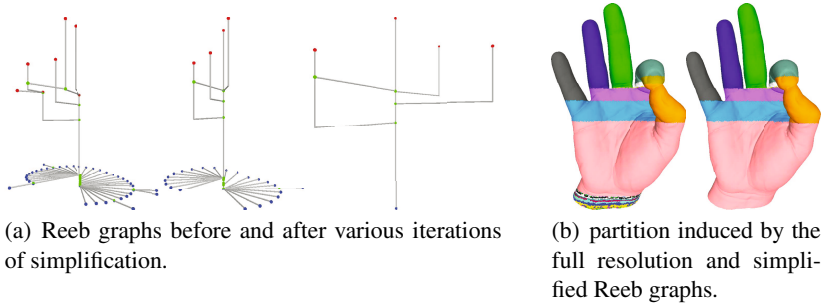 (a) Reeb graphs before and after various iterations
of simplification.
(b) partition induced by the
full resolution and simpli-
fied Reeb graphs.